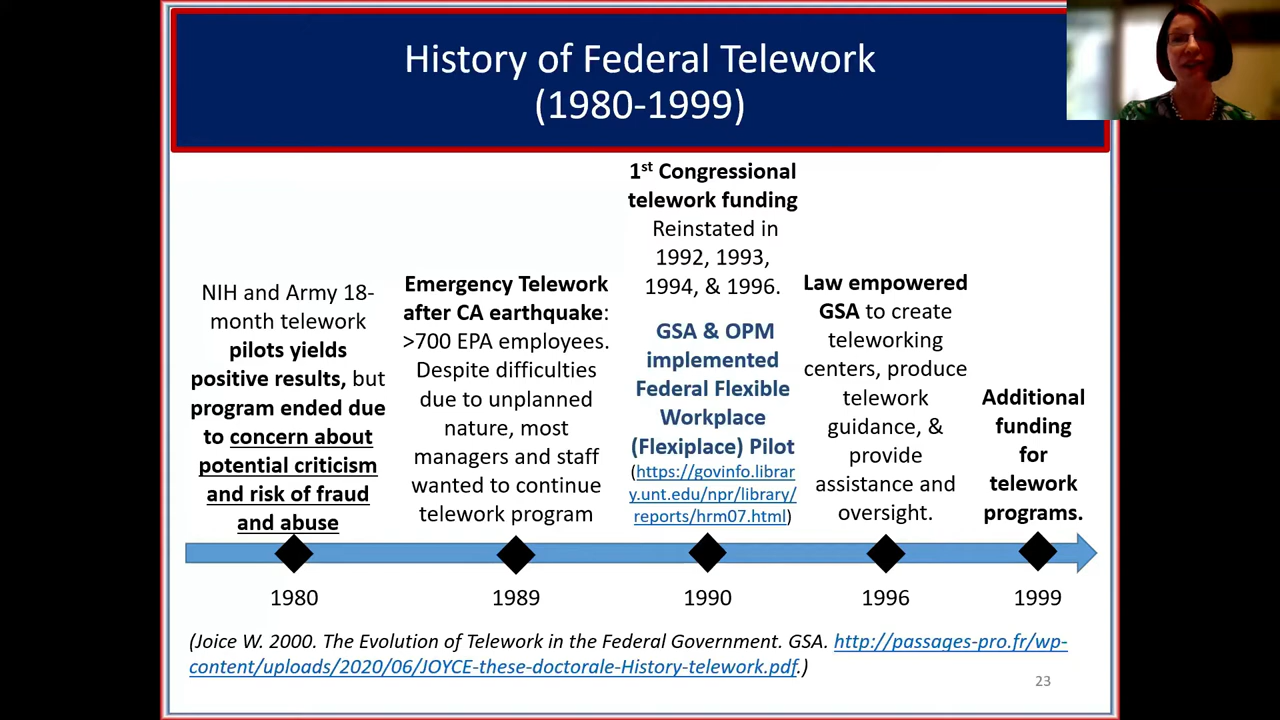 History of Federal Telework
(1980-1999)
NIH and Army 18-
month telework
pilots yields
positive results, but
program ended due
to concern about
potential criticism
and risk of fraud
and abuse
Emergency Telework
after CA earthquake:
>700 EPA employees.
Despite difficulties
due to unplanned
nature, most
managers and staff
wanted to continue
telework program
1st Congressional
telework funding
Reinstated in
1992, 1993,
1994, & 1996.
GSA & OPM
implemented
Federal Flexible
Workplace
(Flexiplace) Pilot
(https://govinfo.librar
y.unt.edu/npr/library/
reports/hrm07.html)
Law empowered
GSA to create
teleworking
centers, produce
telework
guidance, &
provide
assistance and
oversight.
Additional
funding
for
telework
programs.
1980
1989
1990
1996
1999
(Joice W. 2000. The Evolution of Telework in the Federal Government. GSA. http://passages-pro.fr/wp-
content/uploads/2020/06/JOYCE-these-doctorale-History-telework.pdf.)
23